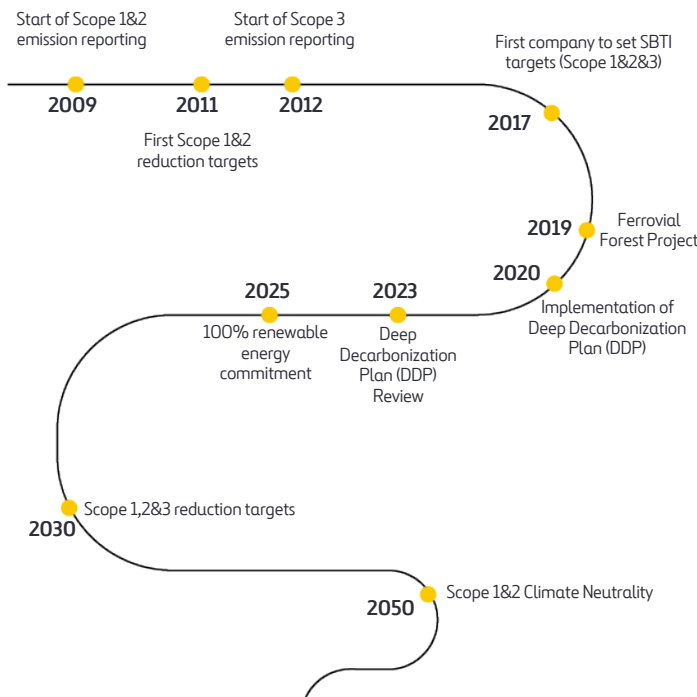 Start of Scope 1&2
emission reporting
2009
2011
First Scope 1&2
reduction targets
Start of Scope 3
emission reporting
2012
First company to set SBTI
targets (Scope 1&2&3)
2017
2019
Ferrovial
Forest Project
2020
Implementation of
Deep Decarbonization
Plan (DDP)
2023
Deep
Decarbonization
Plan (DDP)
Review
2025
100% renewable
energy
commitment
Scope 1,2&3 reduction targets
2030
Scope 1&2 Climate Neutrality
2050